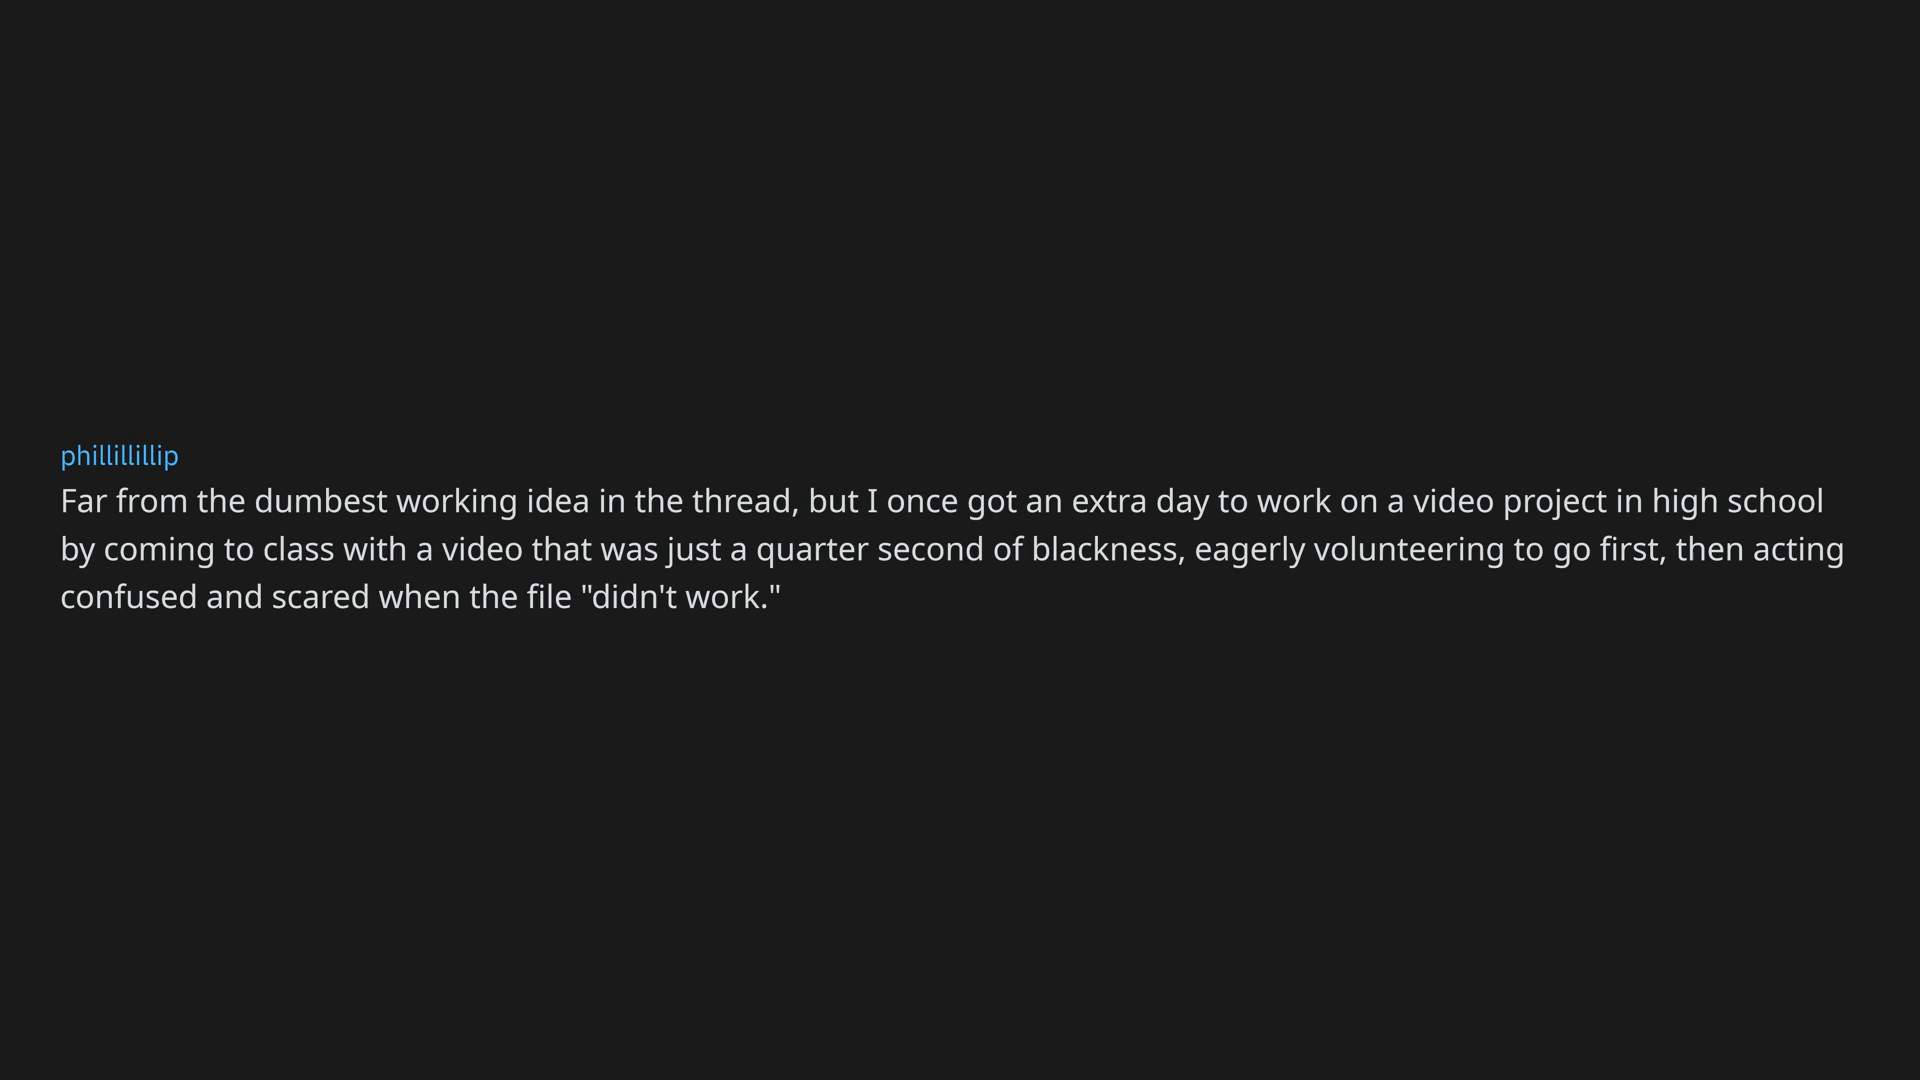 phillillillip
Far from the dumbest working idea in the thread, but I once got an extra day to work on a video project in high school
by coming to class with a video that was just a quarter second of blackness, eagerly volunteering to go first, then acting
confused and scared when the file "didn't work."